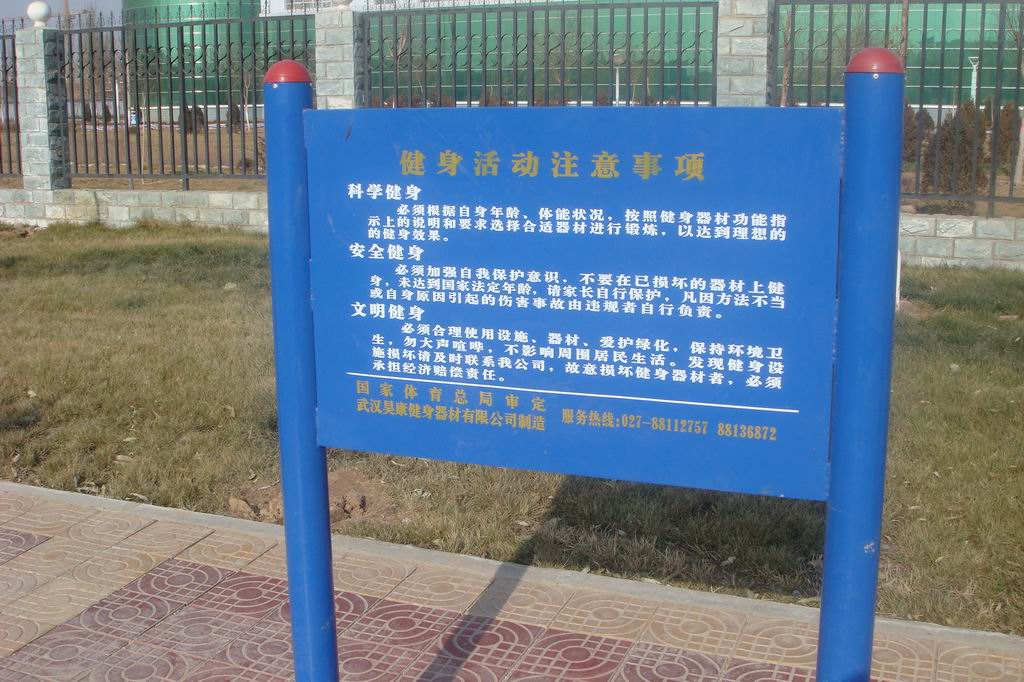 健身活动注意事项
科学健身
必须根据自身年龄、体能状况，按照健身器材功能指
示上的说明和要求选择合适器材进行锻炼，以达到理想的
的健身效果。
安全健身
必须加强自我保护意识，不要在已损坏的器材上健
身，未达到国家法定年龄，请家长自行保护，凡因方法不当
或自身原因引起的伤害事故由违规者自行负责。
文明健身
必须合理使用设施、器材、爱护绿化，保持环境卫
生，勿大声喧哗，不影响周围居民生活。发现健身设
施损坏请及时联系我公司，故意损坏健身器材者，必须
承担经济赔偿责任。
国家体育总局审定
武汉昊康健身器材有限公司制造 服务热线：027-88112757 88136872